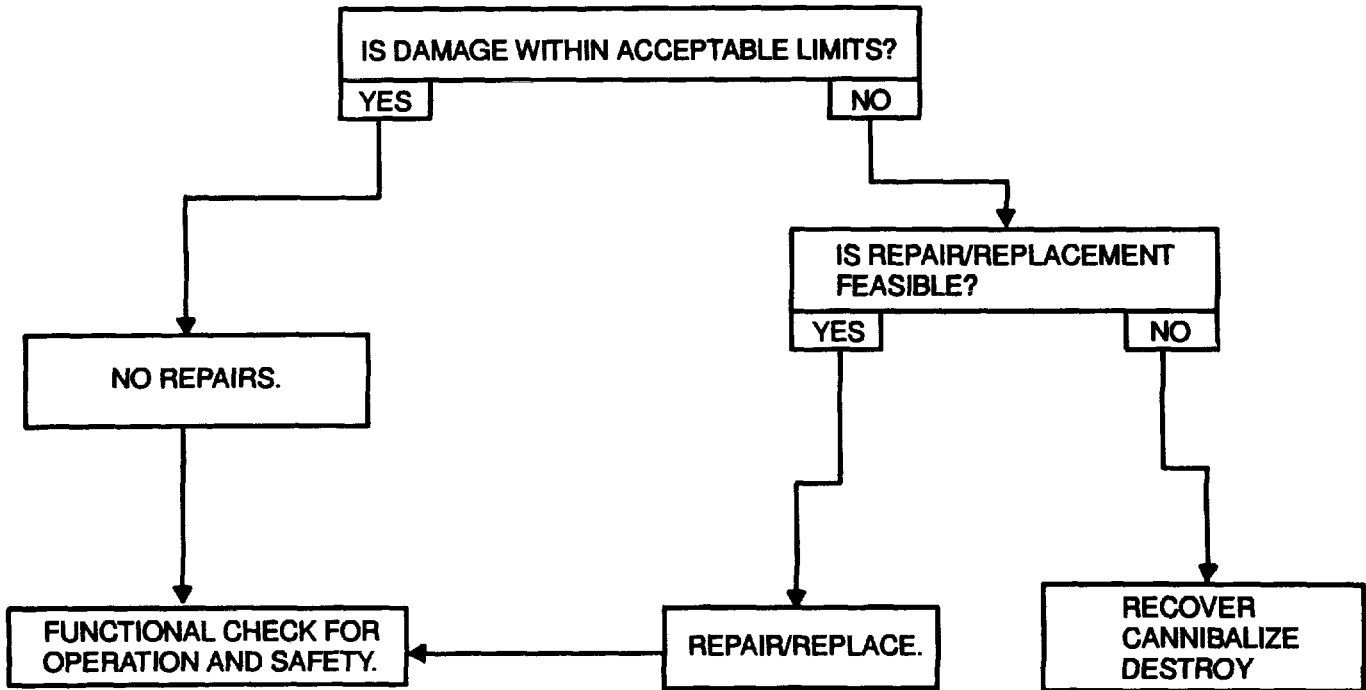 IS DAMAGE WITHIN ACCEPTABLE LIMITS?
YES
NO
IS REPAIR/REPLACEMENT
FEASIBLE?
YES
NO
NO REPAIRS.
FUNCTIONAL CHECK FOR
OPERATION AND SAFETY.
REPAIR/REPLACE.
RECOVER
CANNIBALIZE
DESTROY